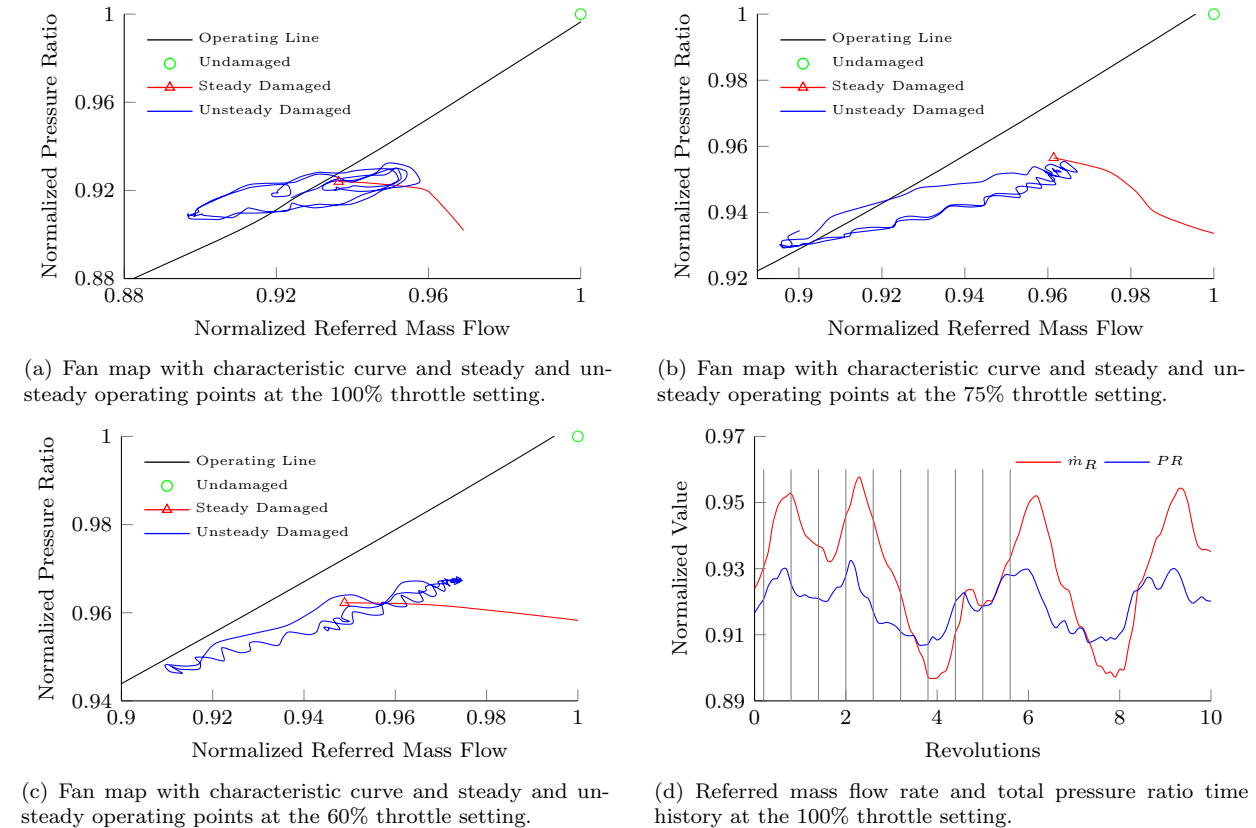 1
0.96
0.92
0.88
0.88
0.92
0.96
1
Normalized Pressure Ratio
Normalized Referred Mass Flow
Operating Line
Undamaged
Steady Damaged
Unsteady Damaged
(a) Fan map with characteristic curve and steady and un-
steady operating points at the 100% throttle setting.
1
0.98
0.96
0.94
0.92
0.9
0.92
0.94
0.96
0.98
1
Normalized Pressure Ratio
Normalized Referred Mass Flow
Operating Line
Undamaged
Steady Damaged
Unsteady Damaged
(b) Fan map with characteristic curve and steady and un-
steady operating points at the 75% throttle setting.
1
0.98
0.96
0.94
0.9
0.92
0.94
0.96
0.98
1
Normalized Pressure Ratio
Normalized Referred Mass Flow
Operating Line
Undamaged
Steady Damaged
Unsteady Damaged
(c) Fan map with characteristic curve and steady and un-
steady operating points at the 60% throttle setting.
0.97
0.95
0.93
0.91
0.89
0
2
4
6
8
10
Normalized Value
Revolutions
ṁ_R
PR
(d) Referred mass flow rate and total pressure ratio time
history at the 100% throttle setting.